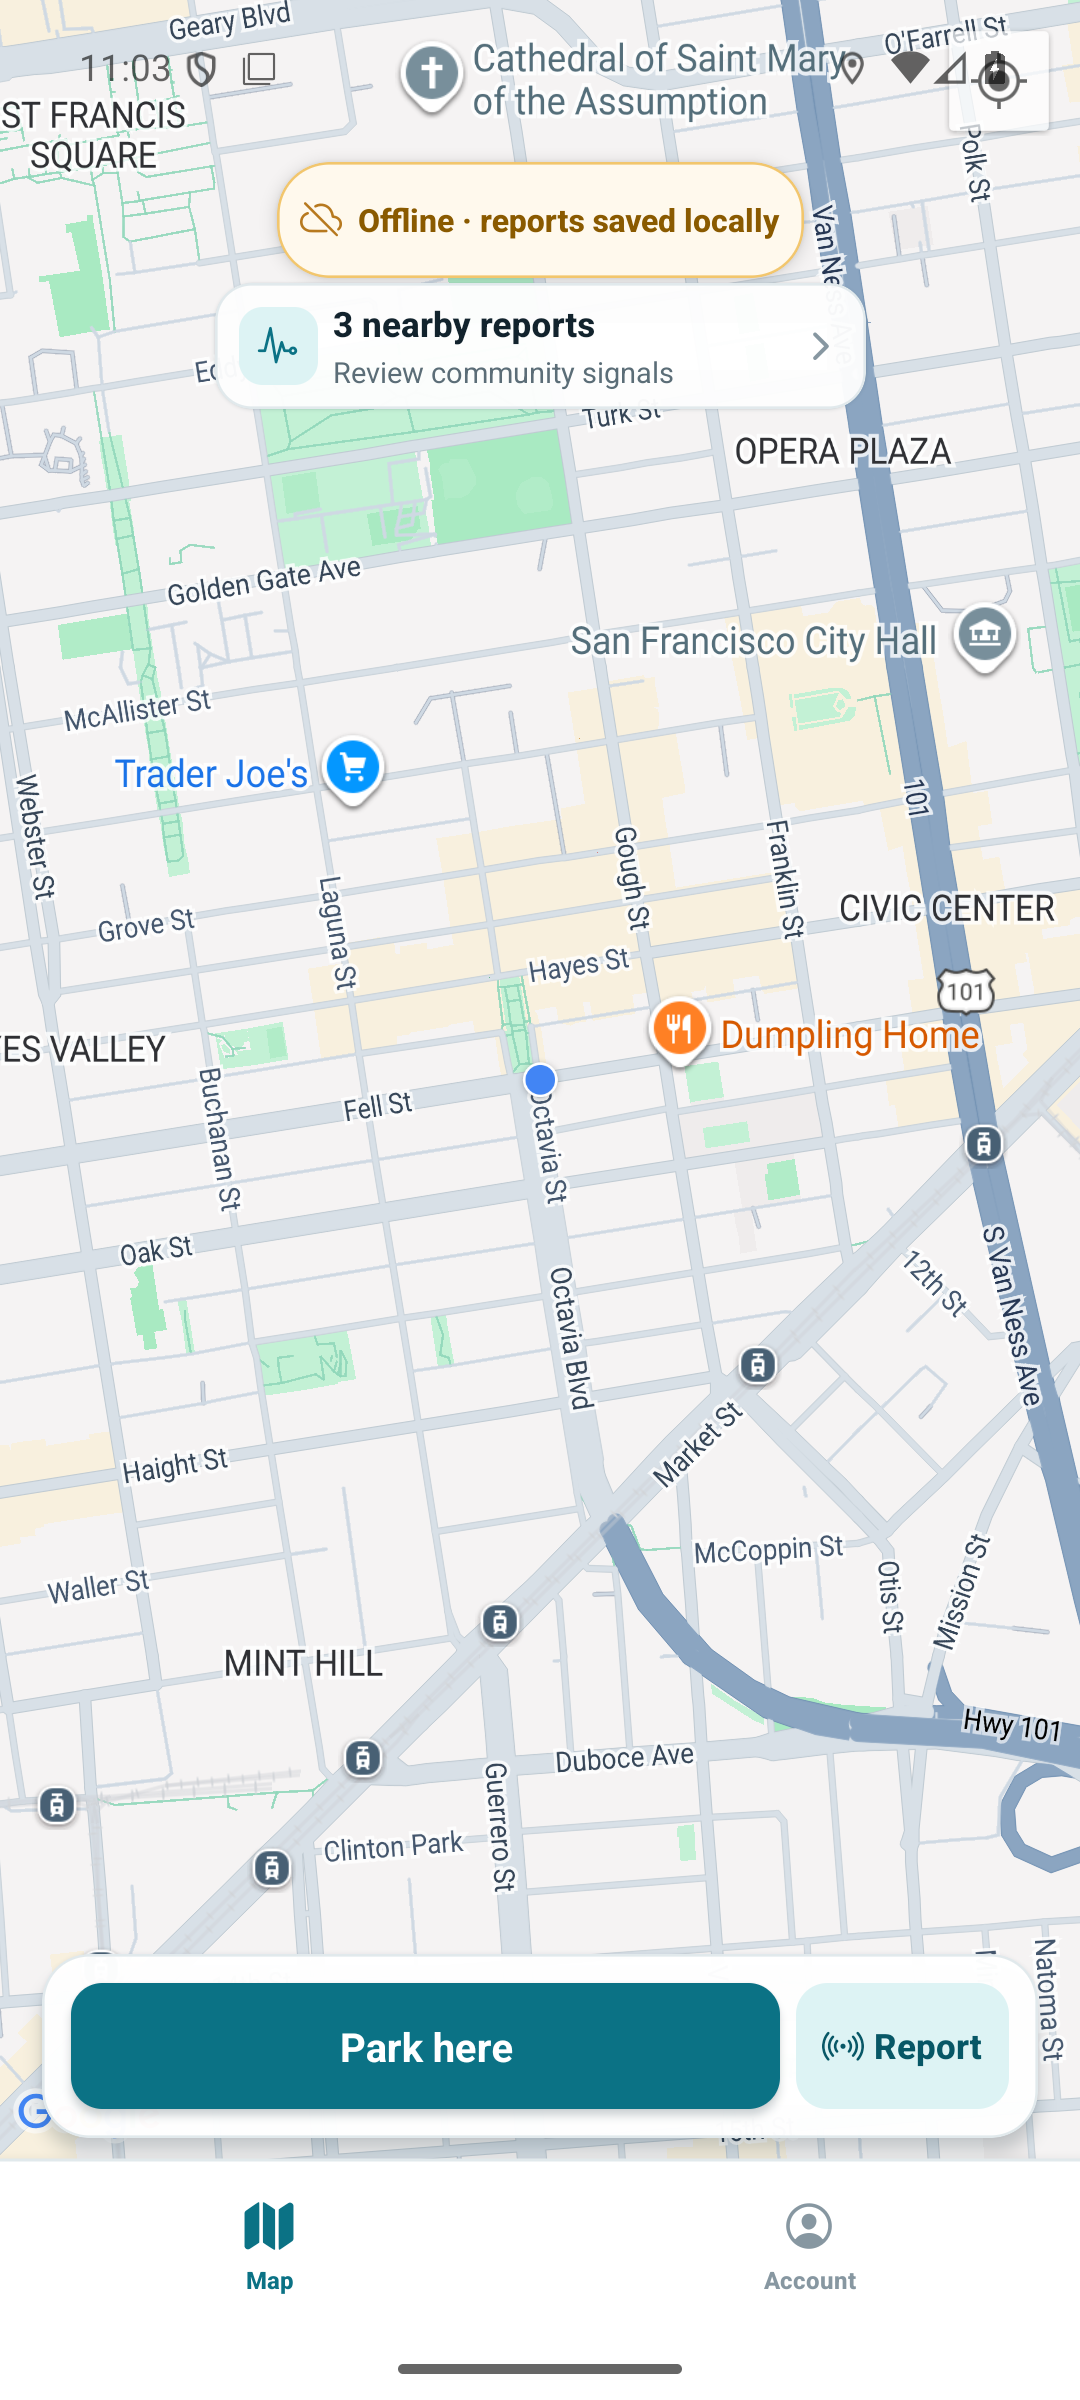 Geary Blvd
O'Farrell St
11:03
Cathedral of Saint Mary
of the Assumption
ST FRANCIS
SQUARE
Polk St
Offline · reports saved locally
Van Ness Ave
3 nearby reports
Review community signals
Turk St
OPERA PLAZA
Golden Gate Ave
San Francisco City Hall
McAllister St
Trader Joe's
Webster St
101
Gough St
Franklin St
Laguna St
Grove St
CIVIC CENTER
Hayes St
101
Dumpling Home
ES VALLEY
Fell St
Buchanan St
Octavia St
Oak St
12th St
S Van Ness Ave
Octavia Blvd
Market St
Haight St
McCoppin St
Otis St
Mission St
Waller St
MINT HILL
Hwy 101
Duboce Ave
Guerrero St
Clinton Park
Natoma St
Park here
Report
G
Map
Account